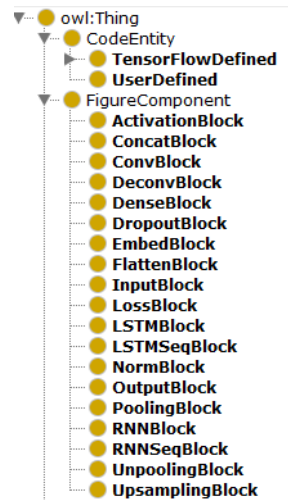 owl:Thing
CodeEntity
TensorFlowDefined
UserDefined
FigureComponent
ActivationBlock
ConcatBlock
ConvBlock
DeconvBlock
DenseBlock
DropoutBlock
EmbedBlock
FlattenBlock
InputBlock
LossBlock
LSTMBlock
LSTMSeqBlock
NormBlock
OutputBlock
PoolingBlock
RNNBlock
RNNSeqBlock
UnpoolingBlock
UpsamplingBlock